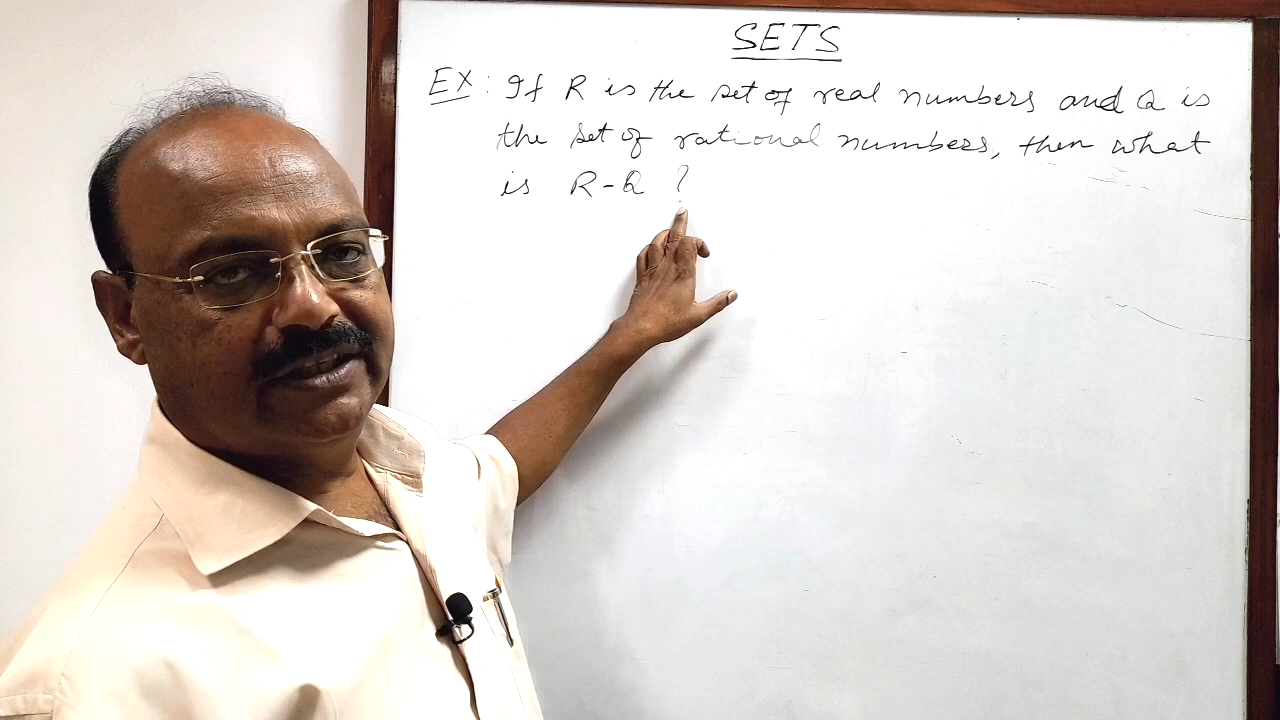 SETS
EX: If R is the set of real numbers and Q is
the set of rational numbers, then what
is R-Q ?